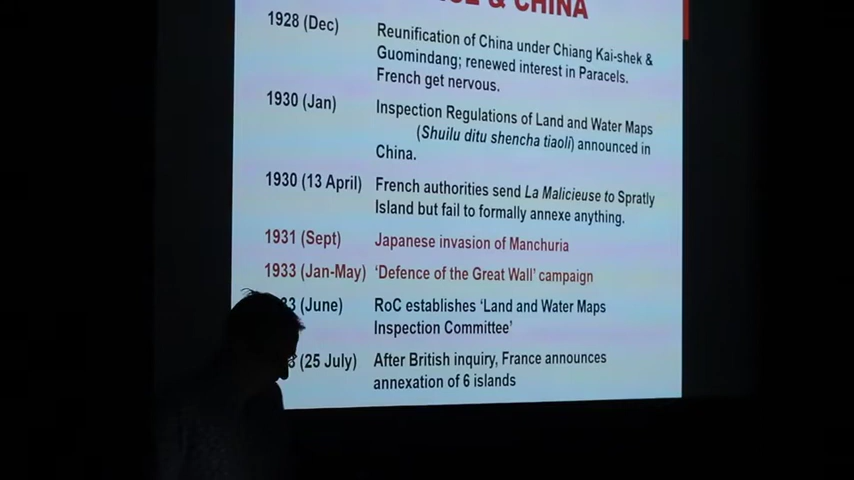 & CHINA
1928 (Dec) Reunification of China under Chiang Kai-shek &
Guomindang; renewed interest in Paracels.
French get nervous.
1930 (Jan) Inspection Regulations of Land and Water Maps
(Shuilu ditu shencha tiaoli) announced in
China.
1930 (13 April) French authorities send La Malicieuse to Spratly
Island but fail to formally annexe anything.
1931 (Sept) Japanese invasion of Manchuria
1933 (Jan-May) ‘Defence of the Great Wall’ campaign
(June) RoC establishes ‘Land and Water Maps
Inspection Committee’
(25 July) After British inquiry, France announces
annexation of 6 islands